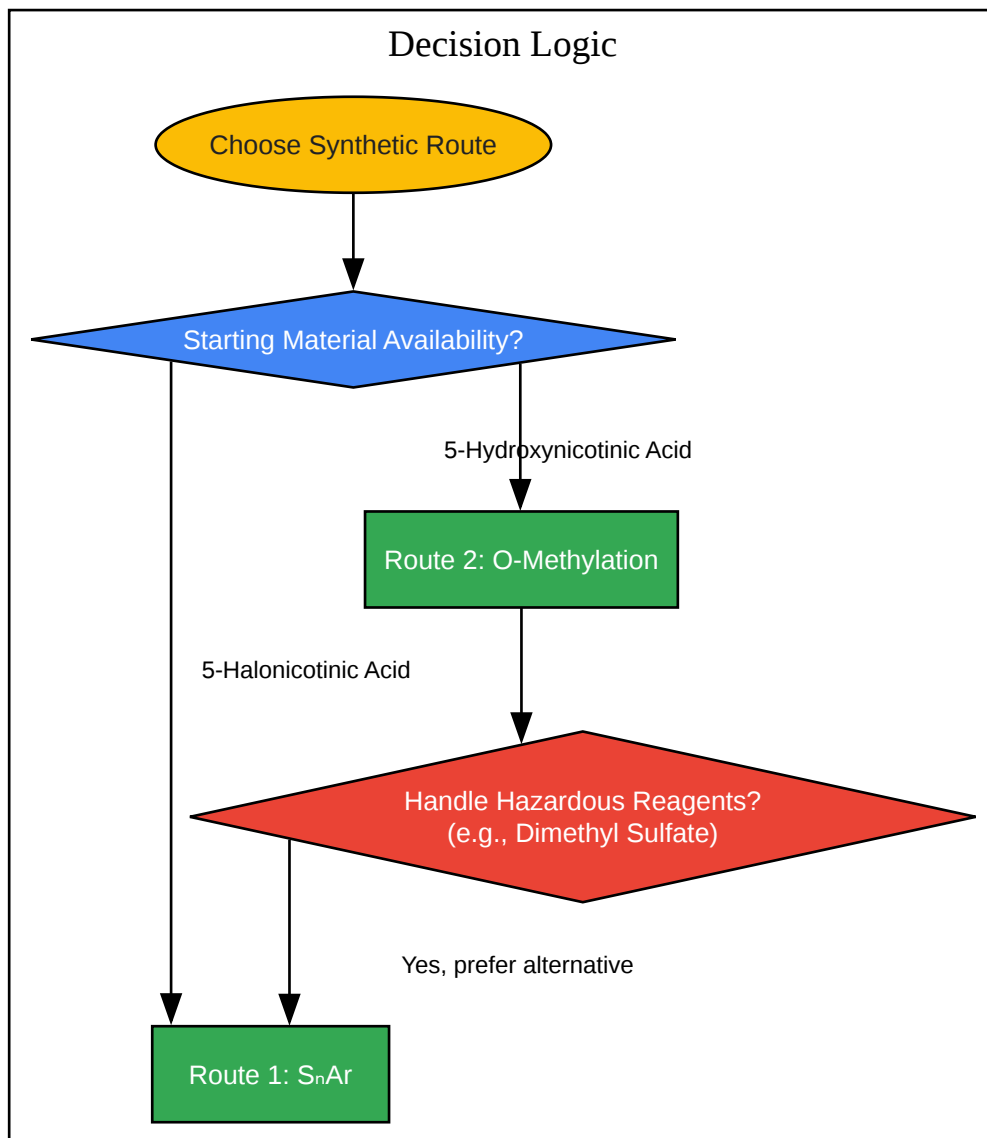 Decision Logic
Choose Synthetic Route
Starting Material Availability?
5-Hydroxynicotinic Acid
Route 2: O-Methylation
5-Halonicotinic Acid
Handle Hazardous Reagents?
(e.g., Dimethyl Sulfate)
Yes, prefer alternative
Route 1: SₙAr